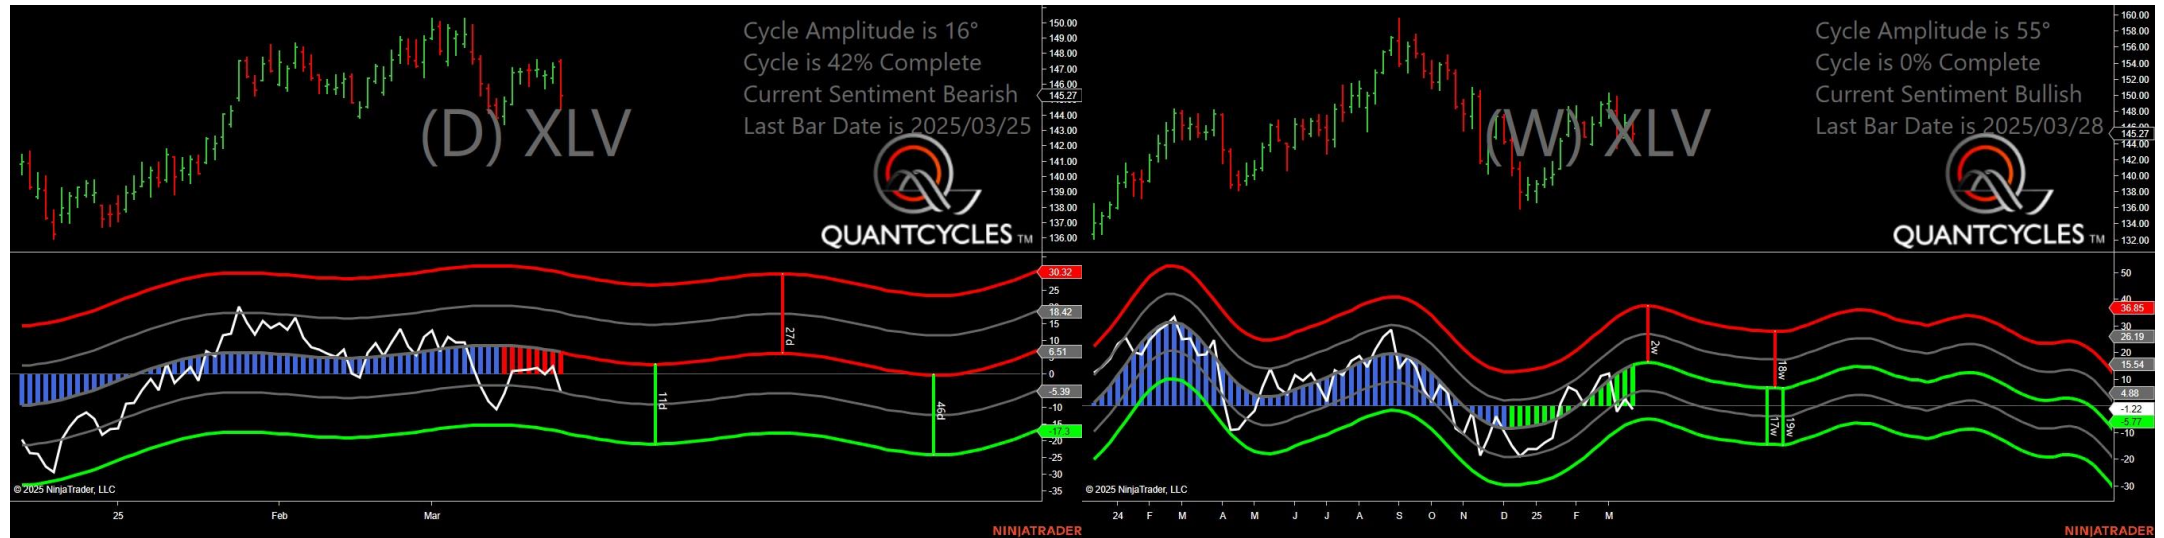 Cycle Amplitude is 16°
Cycle is 42% Complete
Current Sentiment Bearish
Last Bar Date is 2025/03/25
(D) XLV
QUANTCYCLES TM
150.00
149.00
148.00
147.00
146.00
145.27
144.00
143.00
142.00
141.00
140.00
139.00
138.00
137.00
136.00
30.32
25
18.42
15
10
6.51
0
-5.39
-10
-17.3
-20
-25
-30
-35
27d
11d
46d
© 2025 NinjaTrader, LLC
25 Feb Mar
NINJATRADER
Cycle Amplitude is 55°
Cycle is 0% Complete
Current Sentiment Bullish
Last Bar Date is 2025/03/28
(W) XLV
QUANTCYCLES TM
160.00
158.00
156.00
154.00
152.00
150.00
148.00
145.27
144.00
142.00
140.00
138.00
136.00
134.00
132.00
50
40
36.85
30
26.19
20
15.54
10
4.88
-1.22
-5.77
-10
-20
-30
2w
18w
17w
19w
© 2025 NinjaTrader, LLC
24 F M A M J J A S O N D 25 F M
NINJATRADER